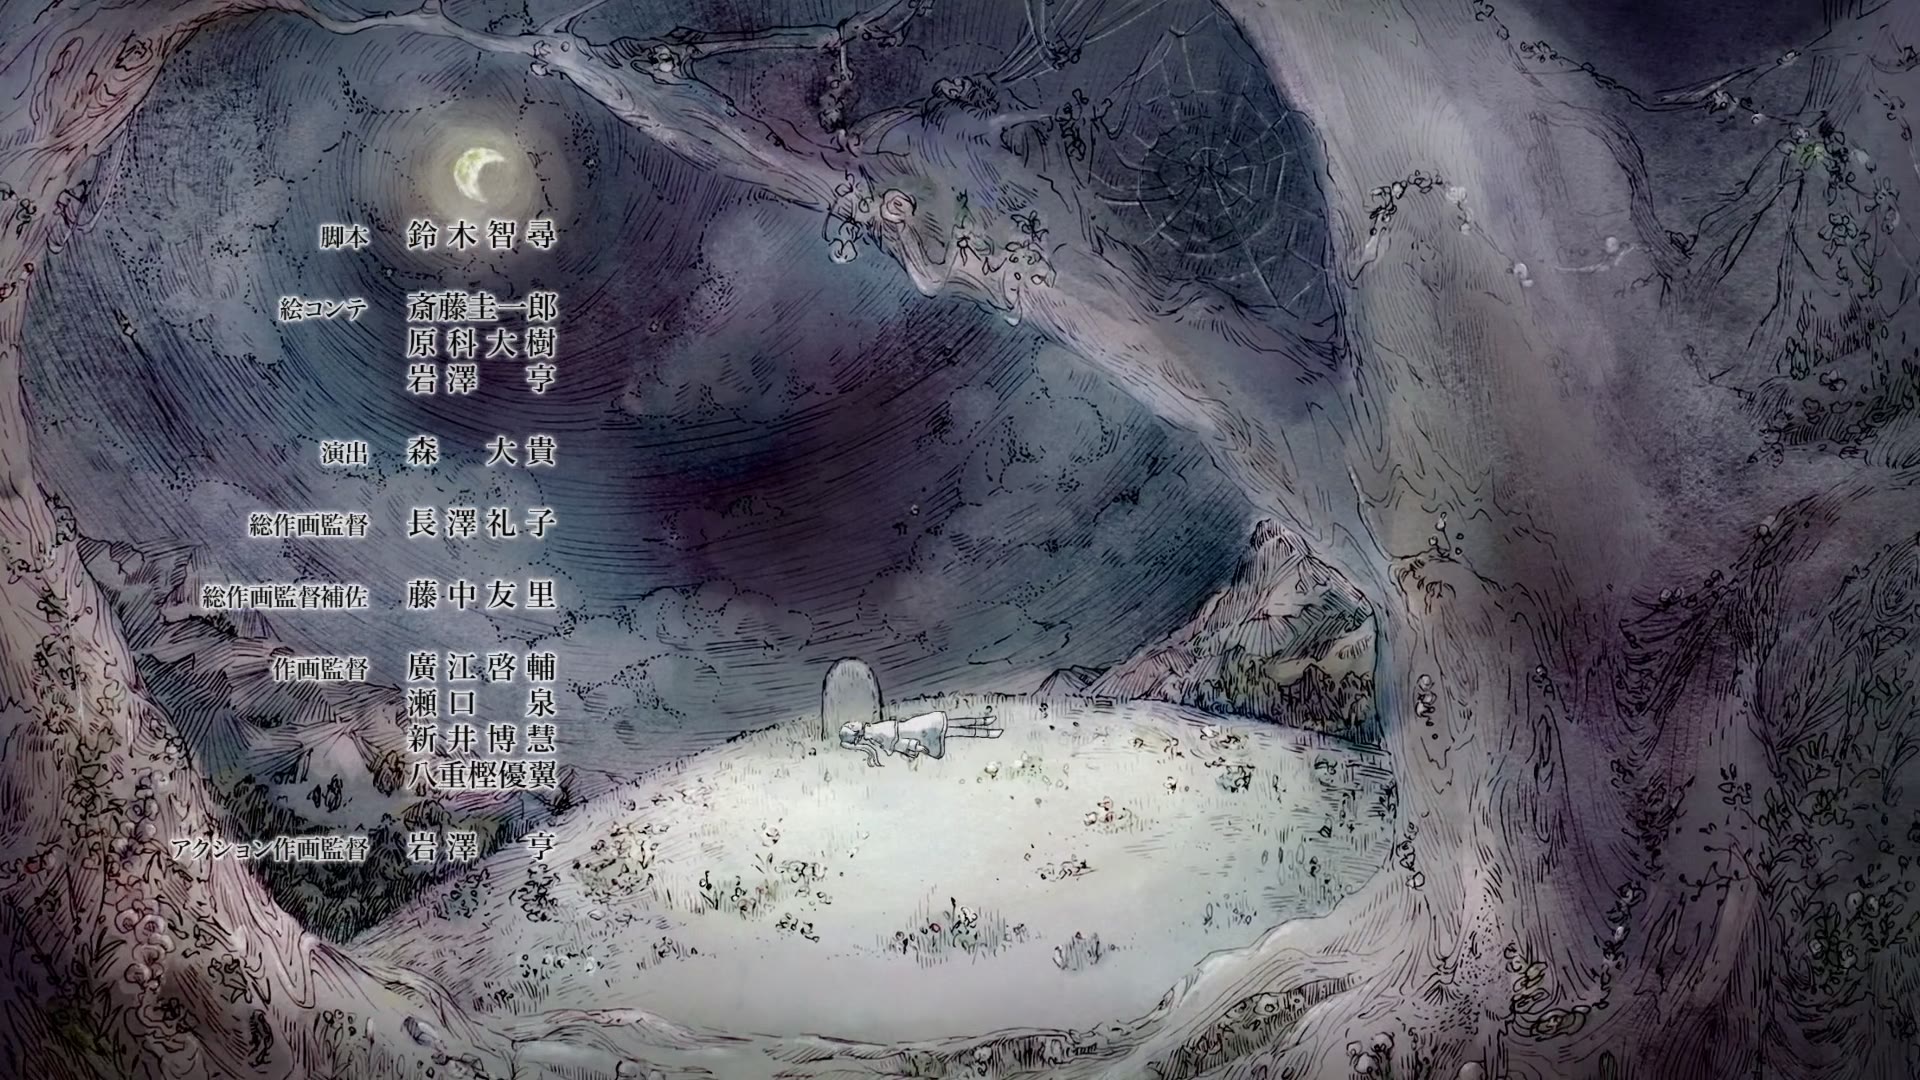 脚本 鈴木智尋
絵コンテ 斎藤圭一郎
原科大樹
岩澤 亨
演出 森 大貴
総作画監督 長澤礼子
総作画監督補佐 藤中友里
作画監督 廣江啓輔
瀬口 泉
新井博慧
八重樫優翼
アクション作画監督 岩澤 亨